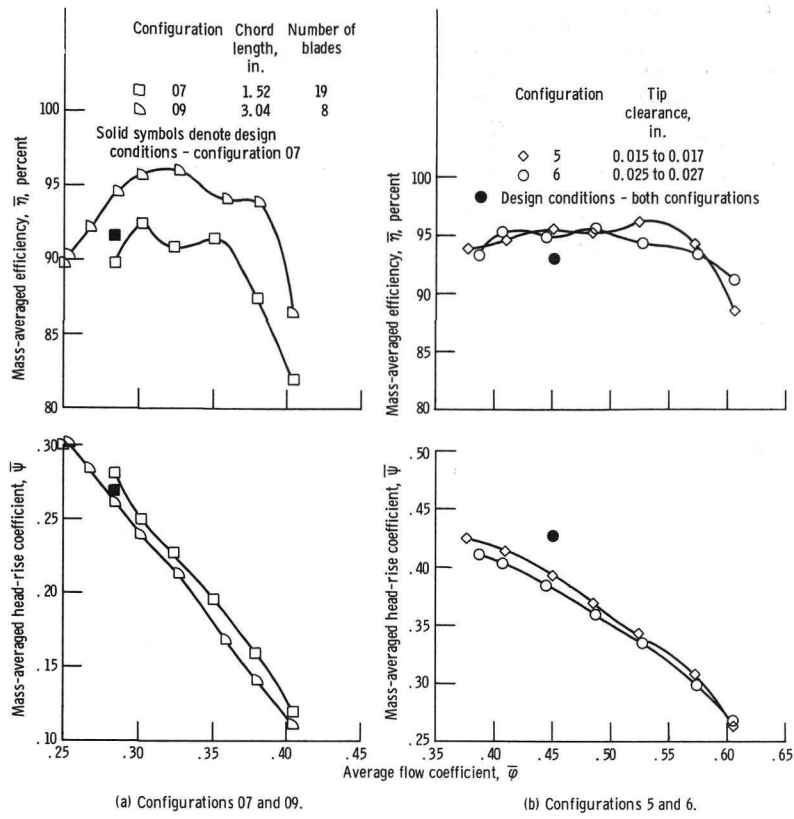 Configuration Chord length, in. Number of blades
07 1.52 19
09 3.04 8
Solid symbols denote design
conditions - configuration 07
Mass-averaged efficiency, η̅, percent
100
95
90
85
80
Configuration Tip clearance, in.
5 0.015 to 0.017
6 0.025 to 0.027
Design conditions - both configurations
Mass-averaged efficiency, η̅, percent
100
95
90
85
80
Mass-averaged head-rise coefficient, ψ̅
.30
.25
.20
.15
.10
.25 .30 .35 .40 .45
Mass-averaged head-rise coefficient, ψ̅
.50
.45
.40
.35
.30
.25
.35 .40 .45 .50 .55 .60 .65
Average flow coefficient, φ̅
(a) Configurations 07 and 09.
(b) Configurations 5 and 6.